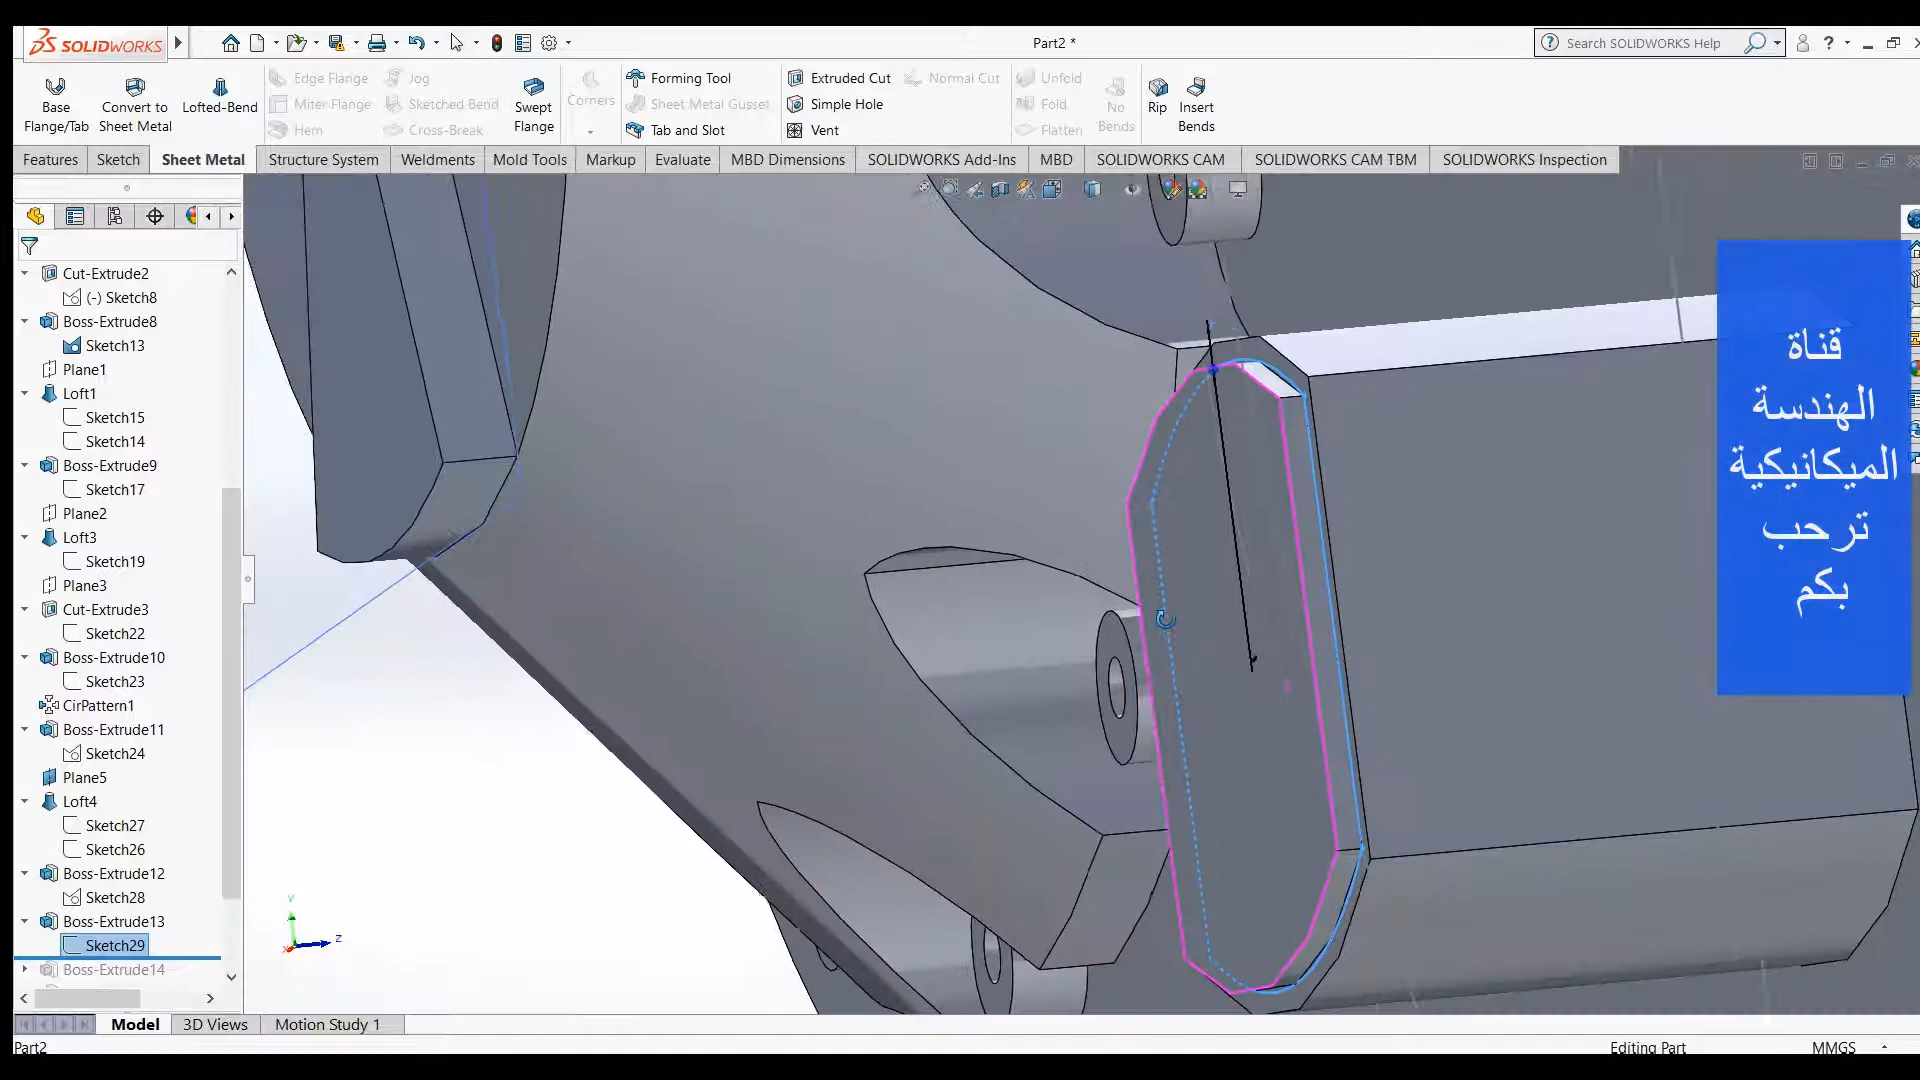 SOLIDWORKS
Part2 *
Search SOLIDWORKS Help
?
Base
Flange/Tab
Convert to
Sheet Metal
Lofted-Bend
Edge Flange
Miter Flange
Hem
Jog
Sketched Bend
Cross-Break
Swept
Flange
Corners
Forming Tool
Sheet Metal Gusset
Tab and Slot
Extruded Cut
Simple Hole
Vent
Normal Cut
Unfold
Fold
Flatten
No
Bends
Rip
Insert
Bends
Features
Sketch
Sheet Metal
Structure System
Weldments
Mold Tools
Markup
Evaluate
MBD Dimensions
SOLIDWORKS Add-Ins
MBD
SOLIDWORKS CAM
SOLIDWORKS CAM TBM
SOLIDWORKS Inspection
Cut-Extrude2
(-) Sketch8
Boss-Extrude8
Sketch13
Plane1
Loft1
Sketch15
Sketch14
Boss-Extrude9
Sketch17
Plane2
Loft3
Sketch19
Plane3
Cut-Extrude3
Sketch22
Boss-Extrude10
Sketch23
CirPattern1
Boss-Extrude11
Sketch24
Plane5
Loft4
Sketch27
Sketch26
Boss-Extrude12
Sketch28
Boss-Extrude13
Sketch29
Boss-Extrude14
قناة
الهندسة
الميكانيكية
ترحب
بكم
Y
Z
X
Model
3D Views
Motion Study 1
Part2
Editing Part
MMGS